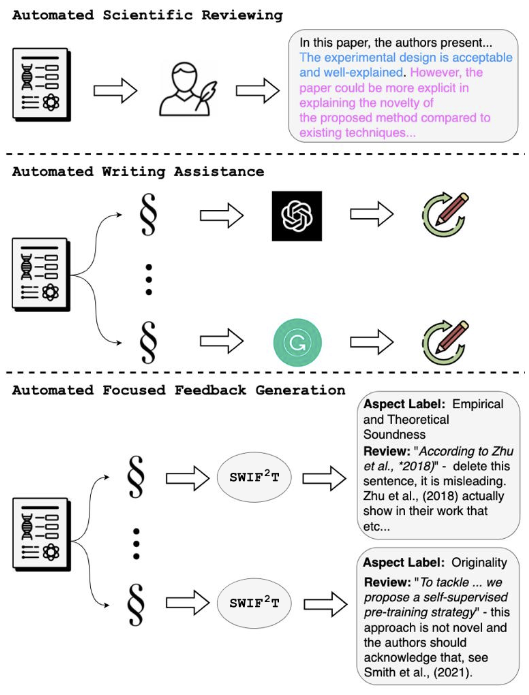 Automated Scientific Reviewing
In this paper, the authors present...
The experimental design is acceptable
and well-explained. However, the
paper could be more explicit in
explaining the novelty of
the proposed method compared to
existing techniques...
Automated Writing Assistance
§
§
G
Automated Focused Feedback Generation
Aspect Label: Empirical
and Theoretical
Soundness
Review: "According to Zhu
et al., *2018)" - delete this
sentence, it is misleading.
Zhu et al., (2018) actually
show in their work that
etc...
§
SWIF²T
§
SWIF²T
Aspect Label: Originality
Review: "To tackle ... we
propose a self-supervised
pre-training strategy" - this
approach is not novel and
the authors should
acknowledge that, see
Smith et al., (2021).